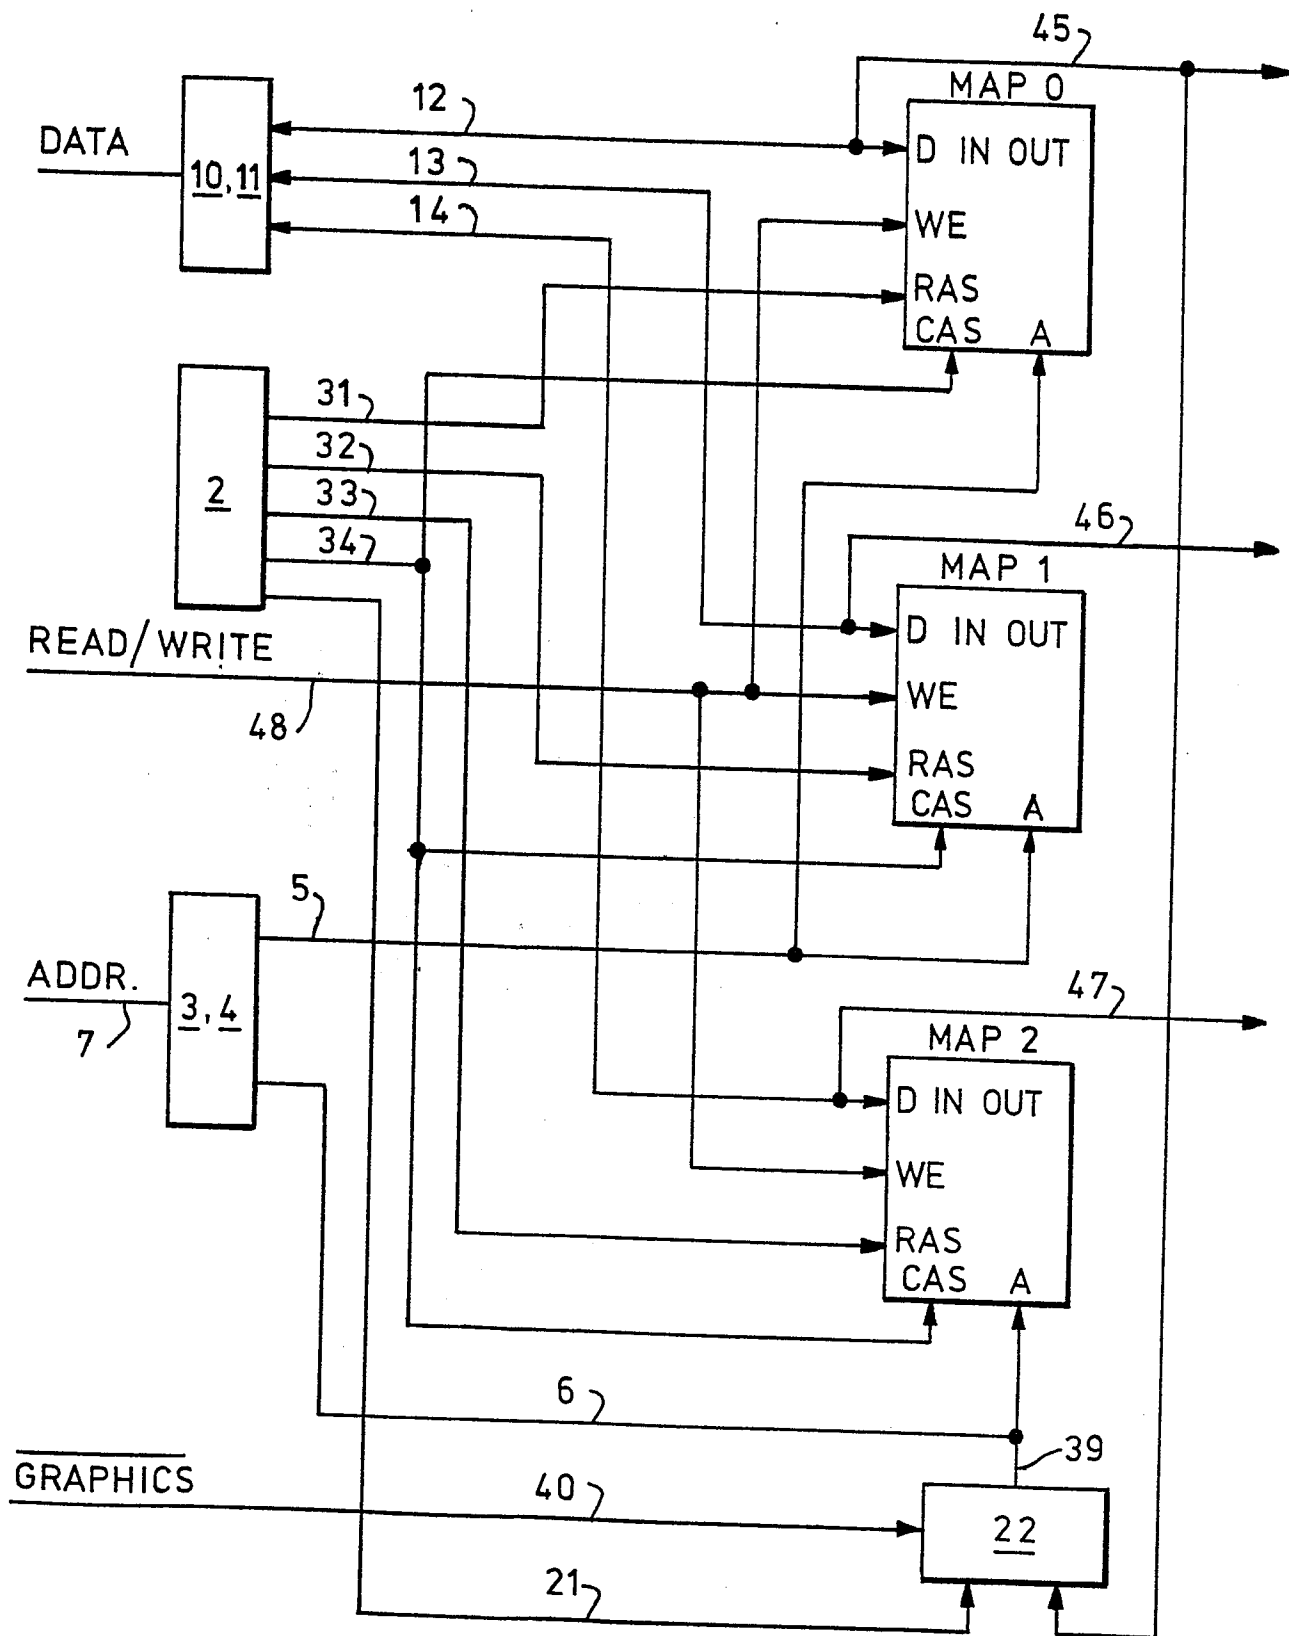 45
MAP 0
12
DATA
D IN OUT
13
10, 11
14
WE
RAS
CAS A
31
32
2
33
46
34
MAP 1
D IN OUT
READ/WRITE
WE
48
RAS
CAS A
5
ADDR.
47
3, 4
7
MAP 2
D IN OUT
WE
RAS
CAS A
6
39
GRAPHICS
40
22
21